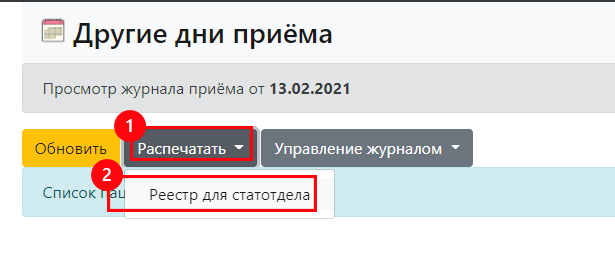 Другие дни приёма
Просмотр журнала приёма от 13.02.2021
1
Обновить Распечатать Управление журналом
2
Список Реестр для статотдела